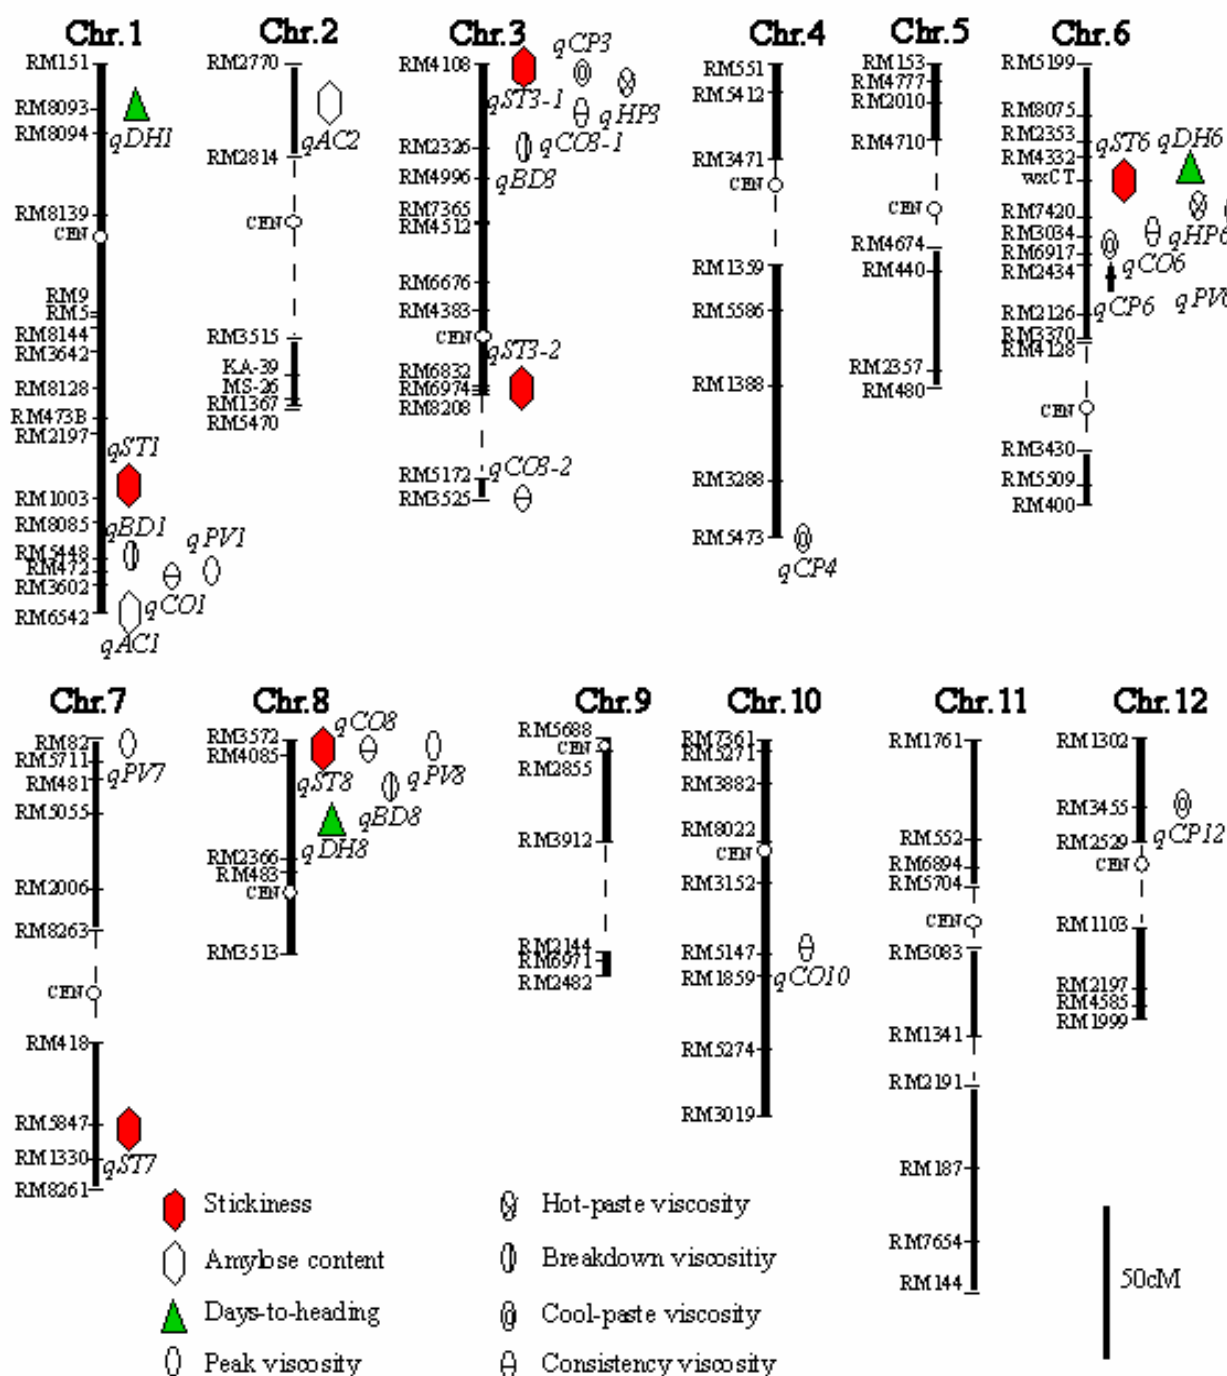 Chr.1
RM151
RM8093
RM8094
qDH1
RM8139
CEN
RM9
RM5
RM8144
RM3642
RM8128
RM473B
RM2197
qST1
RM1003
RM8085
qBD1
RM5448
qPV1
RM472
RM3602
qCO1
RM6542
qAC1
Chr.2
RM2770
qAC2
RM2814
CEN
RM3515
KA-39
MS-26
RM1367
RM5470
Chr.3
qCP3
RM4108
qST3-1
qHP3
RM2326
qCO3-1
RM4996
qBD3
RM7365
RM4512
RM6676
RM4383
CEN
qST3-2
RM6832
RM6974
RM8208
qCO3-2
RM5172
RM3525
Chr.4
RM551
RM5412
RM3471
CEN
RM1359
RM5586
RM1388
RM3288
RM5473
qCP4
Chr.5
RM153
RM4777
RM2010
RM4710
CEN
RM4674
RM440
RM2357
RM480
Chr.6
RM5199
RM8075
RM2353
qST6 qDH6
RM4332
wxCT
RM7420
RM3034
qHP6
RM6917
qCO6
RM2434
qCP6
RM2126
RM3370
RM4128
CEN
RM3430
RM5509
RM400
Chr.7
RM82
RM5711
qPV7
RM481
RM5055
RM2006
RM8263
CEN
RM418
RM5847
RM1330
qST7
RM8261
Chr.8
qCO8
RM3572
RM4085
qST8
qPV8
qBD8
qDH8
RM2366
RM483
CEN
RM3513
Chr.9
RM5688
CEN
RM2855
RM3912
RM2144
RM6971
RM2482
Chr.10
RM7361
RM5271
RM3882
RM8022
CEN
RM3152
RM5147
RM1859
qCO10
RM5274
RM3019
Chr.11
RM1761
RM552
RM6894
RM5704
CEN
RM3083
RM1341
RM2191
RM187
RM7654
RM144
Chr.12
RM1302
RM3455
qCP12
RM2529
CEN
RM1103
RM2197
RM4585
RM1999
Stickiness
Amylose content
Days-to-heading
Peak viscosity
Hot-paste viscosity
Breakdown viscositiy
Cool-paste viscosity
Consistency viscosity
50cM